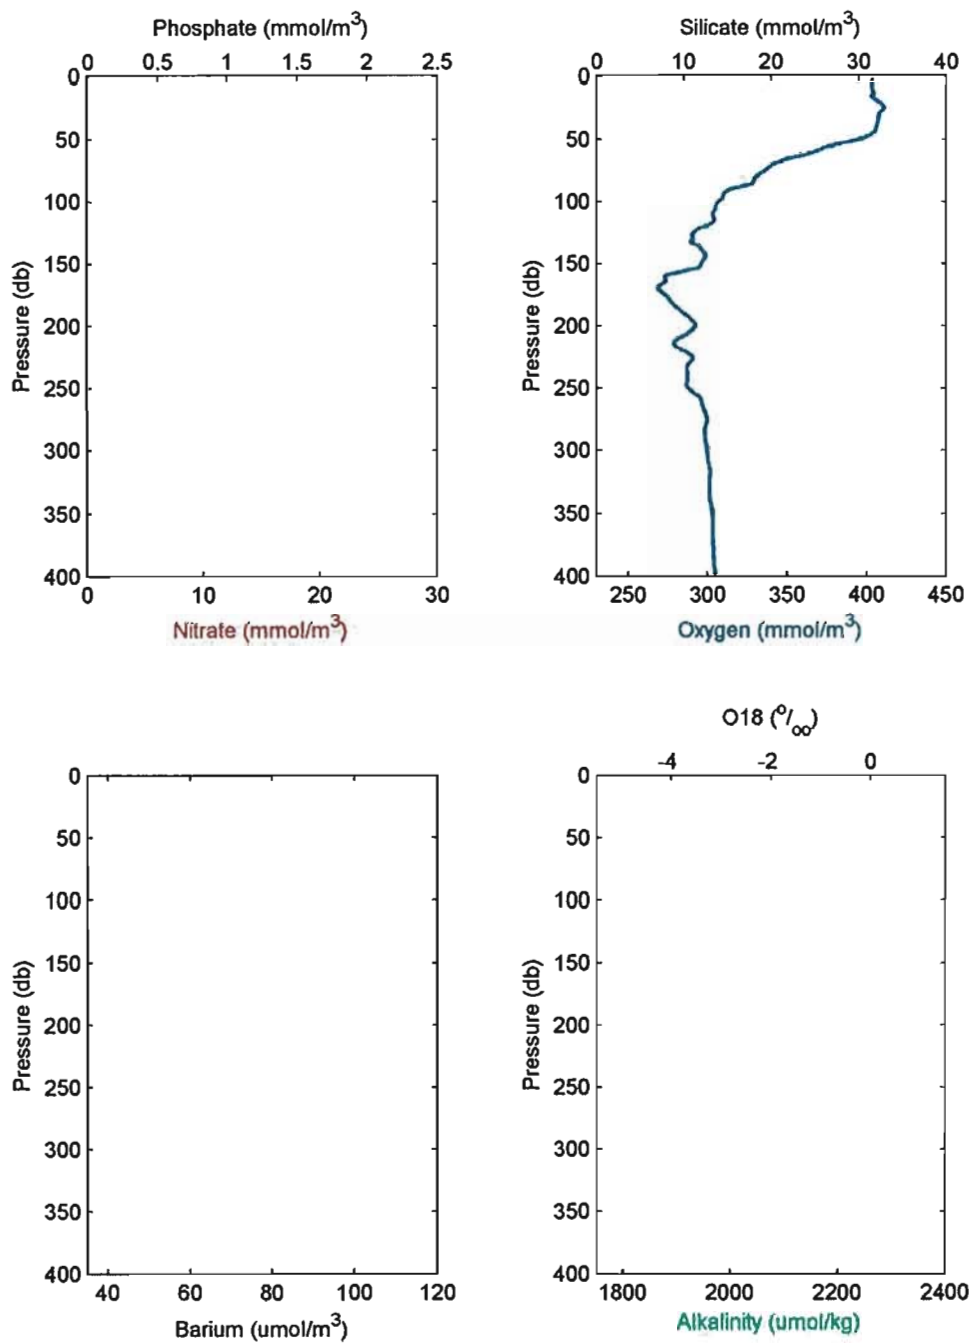 Phosphate (mmol/m³) Silicate (mmol/m³)
0 0.5 1 1.5 2 2.5 0 10 20 30 40
0 0
50 50
100 100
150 150
200 200
250 250
300 300
350 350
400 400
Pressure (db) Pressure (db)
0 10 20 30 250 300 350 400 450
Nitrate (mmol/m³) Oxygen (mmol/m³)
O18 (º/oo)
-4 -2 0
0 0
50 50
100 100
150 150
200 200
250 250
300 300
350 350
400 400
Pressure (db) Pressure (db)
40 60 80 100 120 1800 2000 2200 2400
Barium (umol/m³) Alkalinity (umol/kg)